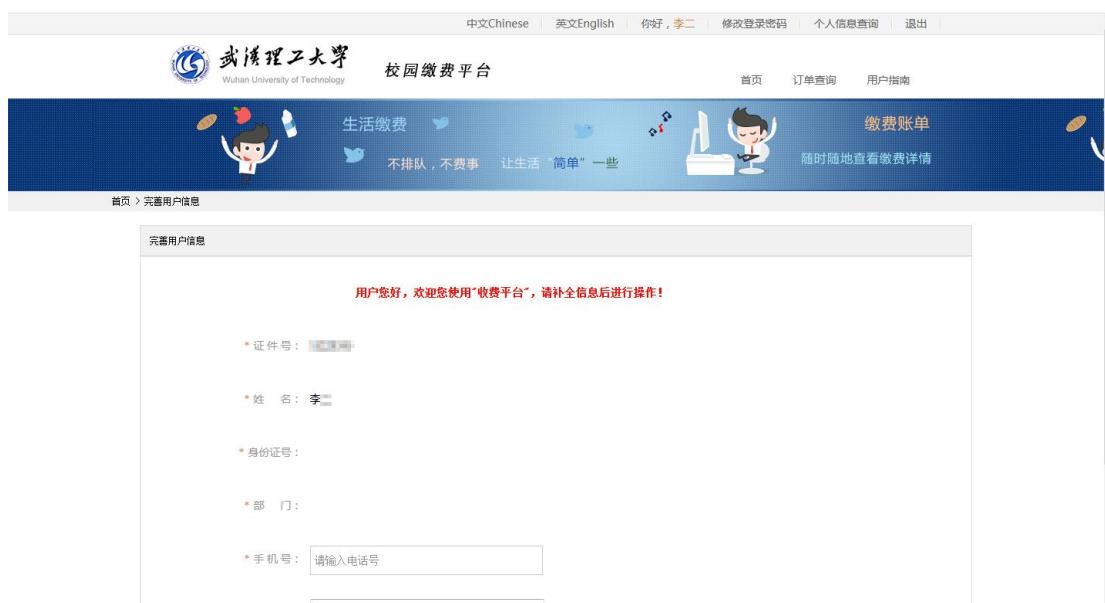 中文Chinese 英文English 你好，李二 修改登录密码 个人信息查询 退出
武汉理工大学
Wuhan University of Technology
校园缴费平台
首页 订单查询 用户指南
生活缴费
不排队，不费事 让生活“简单”一些
缴费账单
随时随地查看缴费详情
首页 > 完善用户信息
完善用户信息
用户您好，欢迎您使用"收费平台"，请补全信息后进行操作！
*证件号：
*姓 名： 李
*身份证号：
*部 门：
*手机号： 请输入电话号